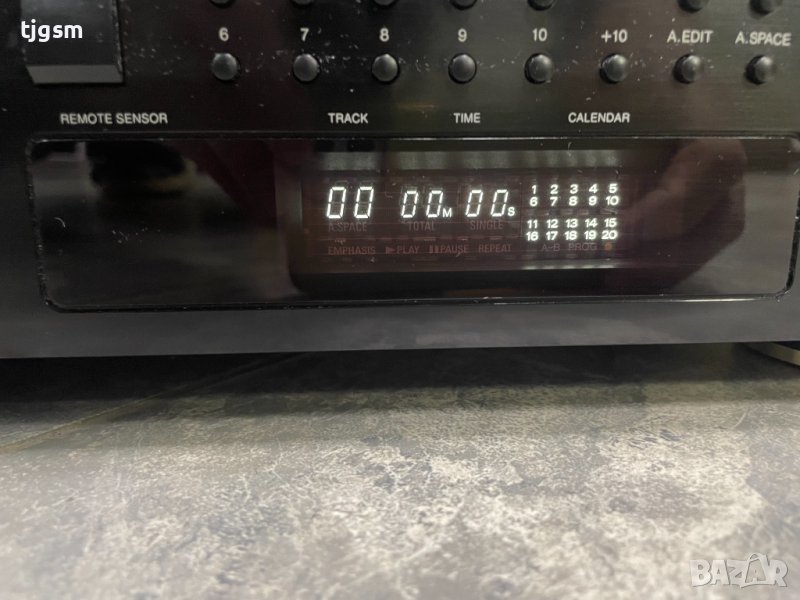 tjgsm
6 7 8 9 10 +10 A.EDIT A.SPACE
REMOTE SENSOR TRACK TIME CALENDAR
00 00M 00S
1 2 3 4 5
6 7 8 9 10
A.SPACE TOTAL SINGLE
11 12 13 14 15
16 17 18 19 20
EMPHASIS ▶PLAY ▮▮PAUSE REPEAT A-B PROG
BAZAR